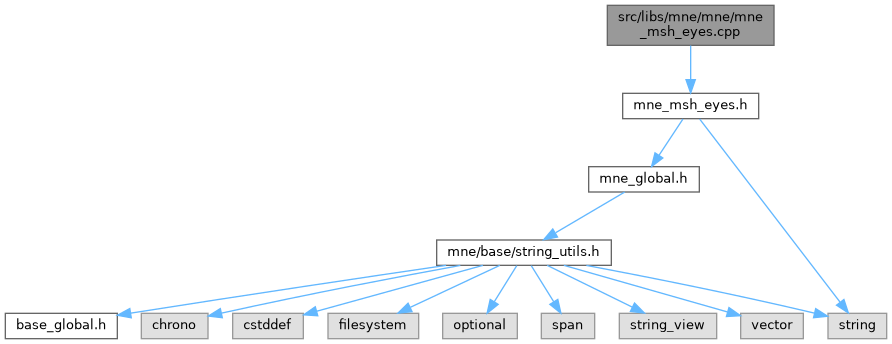 src/libs/mne/mne/mne
_msh_eyes.cpp
mne_msh_eyes.h
mne_global.h
mne/base/string_utils.h
base_global.h
chrono
cstddef
filesystem
optional
span
string_view
vector
string